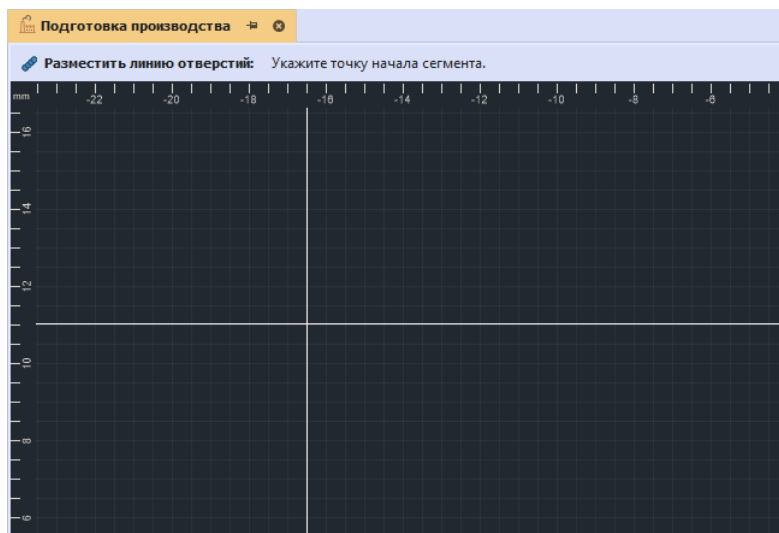 Подготовка производства
Разместить линию отверстий: Укажите точку начала сегмента.
mm -22 -20 -18 -16 -14 -12 -10 -8 -6
16
14
12
10
8
6